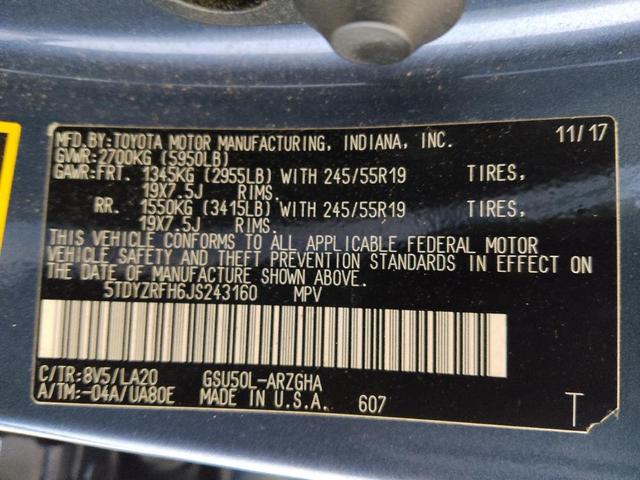 MFD.BY:TOYOTA MOTOR MANUFACTURING, INDIANA, INC. 11/17
GVWR:2700KG (5950LB)
GAWR:FRT. 1345KG (2955LB) WITH 245/55R19 TIRES,
19X7.5J RIMS.
RR. 1550KG (3415LB) WITH 245/55R19 TIRES,
19X7.5J RIMS.
THIS VEHICLE CONFORMS TO ALL APPLICABLE FEDERAL MOTOR
VEHICLE SAFETY AND THEFT PREVENTION STANDARDS IN EFFECT ON
THE DATE OF MANUFACTURE SHOWN ABOVE.
5TDYZRFH6JS243160 MPV
C/TR:8V5/LA20 GSU50L-ARZGHA
A/TM:-04A/UA80E MADE IN U.S.A. 607 T